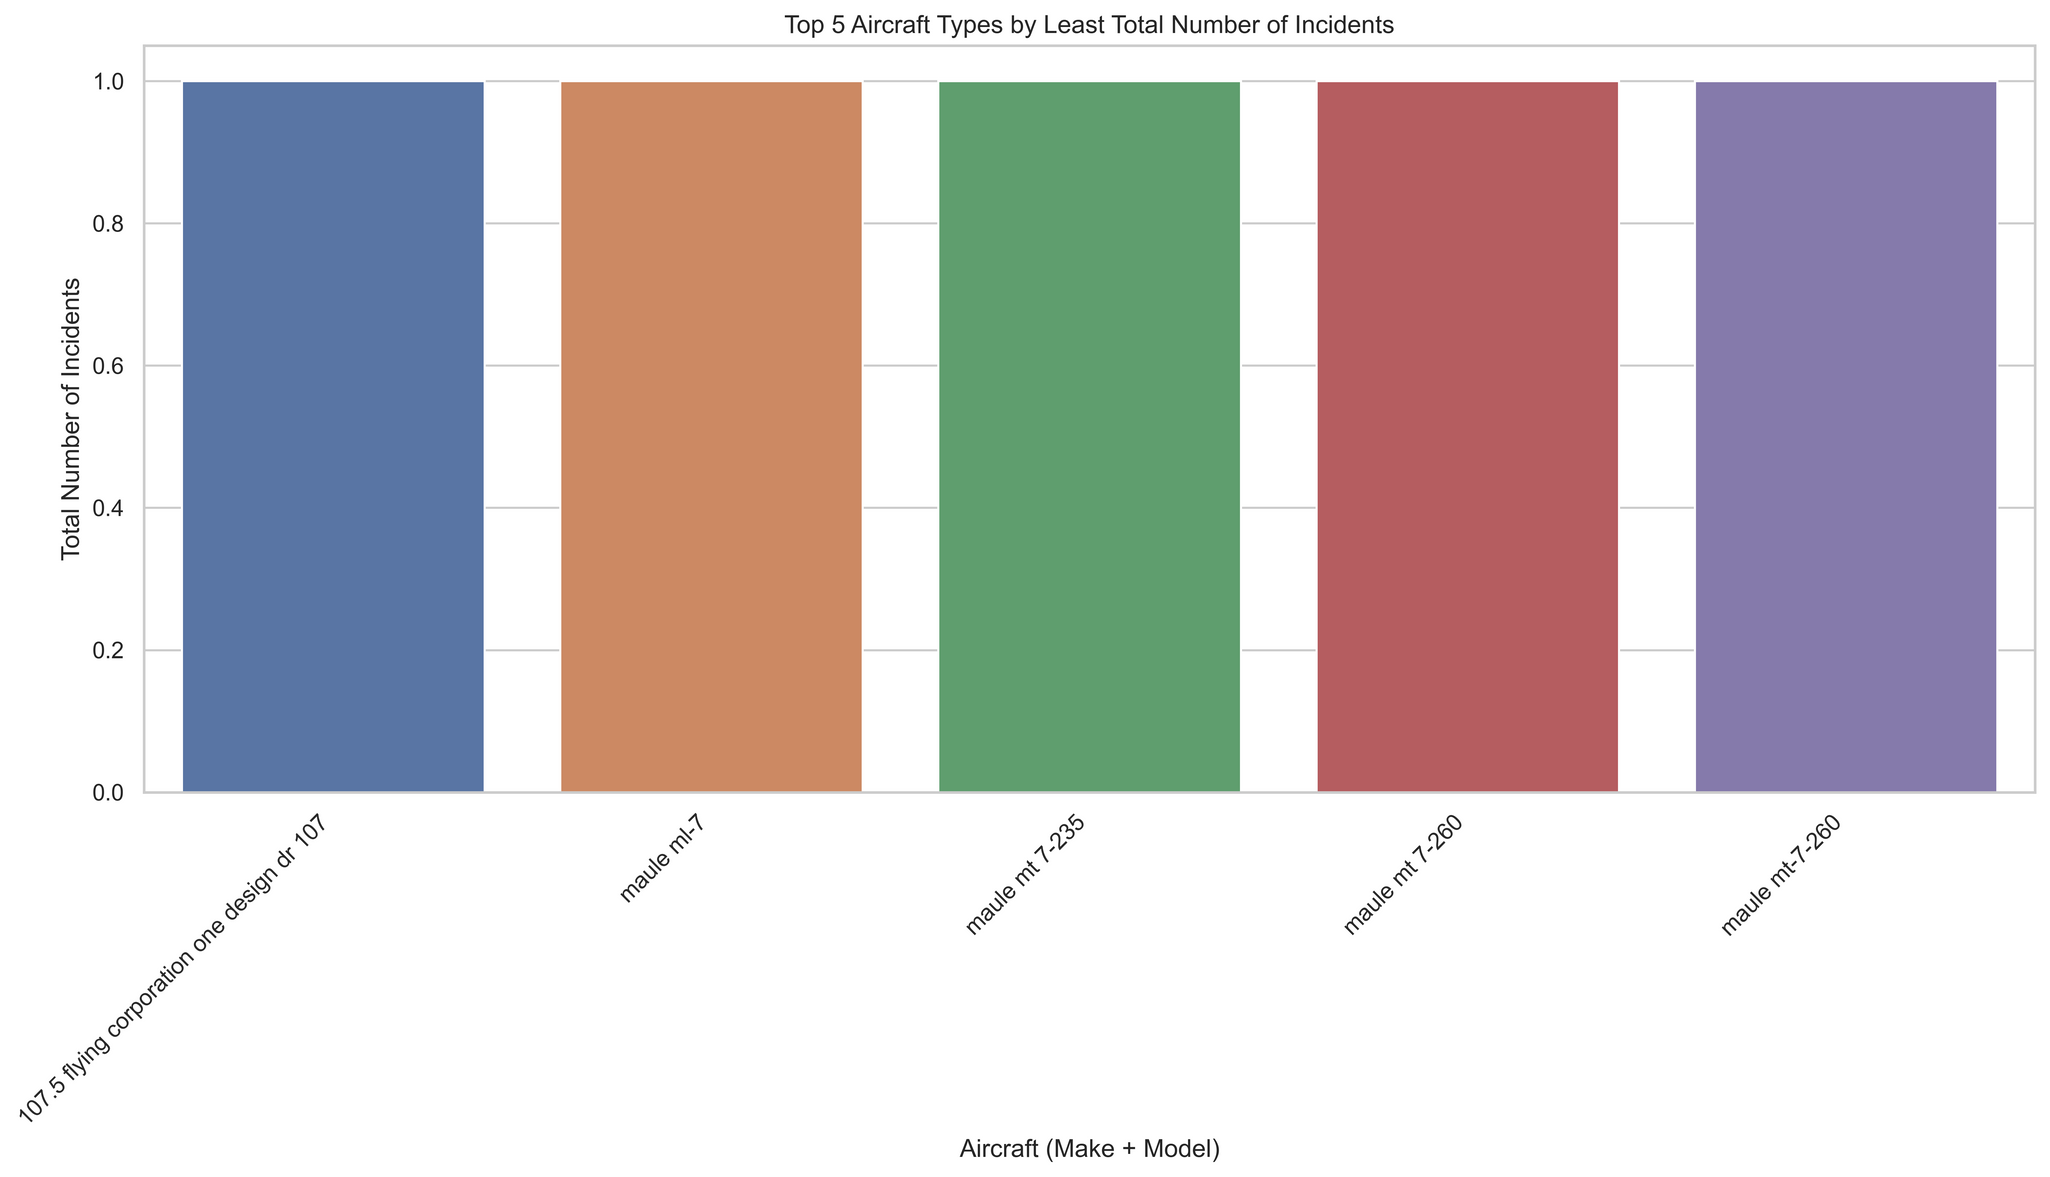 Top 5 Aircraft Types by Least Total Number of Incidents
Total Number of Incidents
1.0
0.8
0.6
0.4
0.2
0.0
107.5 flying corporation one design dr 107
maule ml-7
maule mt 7-235
maule mt 7-260
maule mt-7-260
Aircraft (Make + Model)